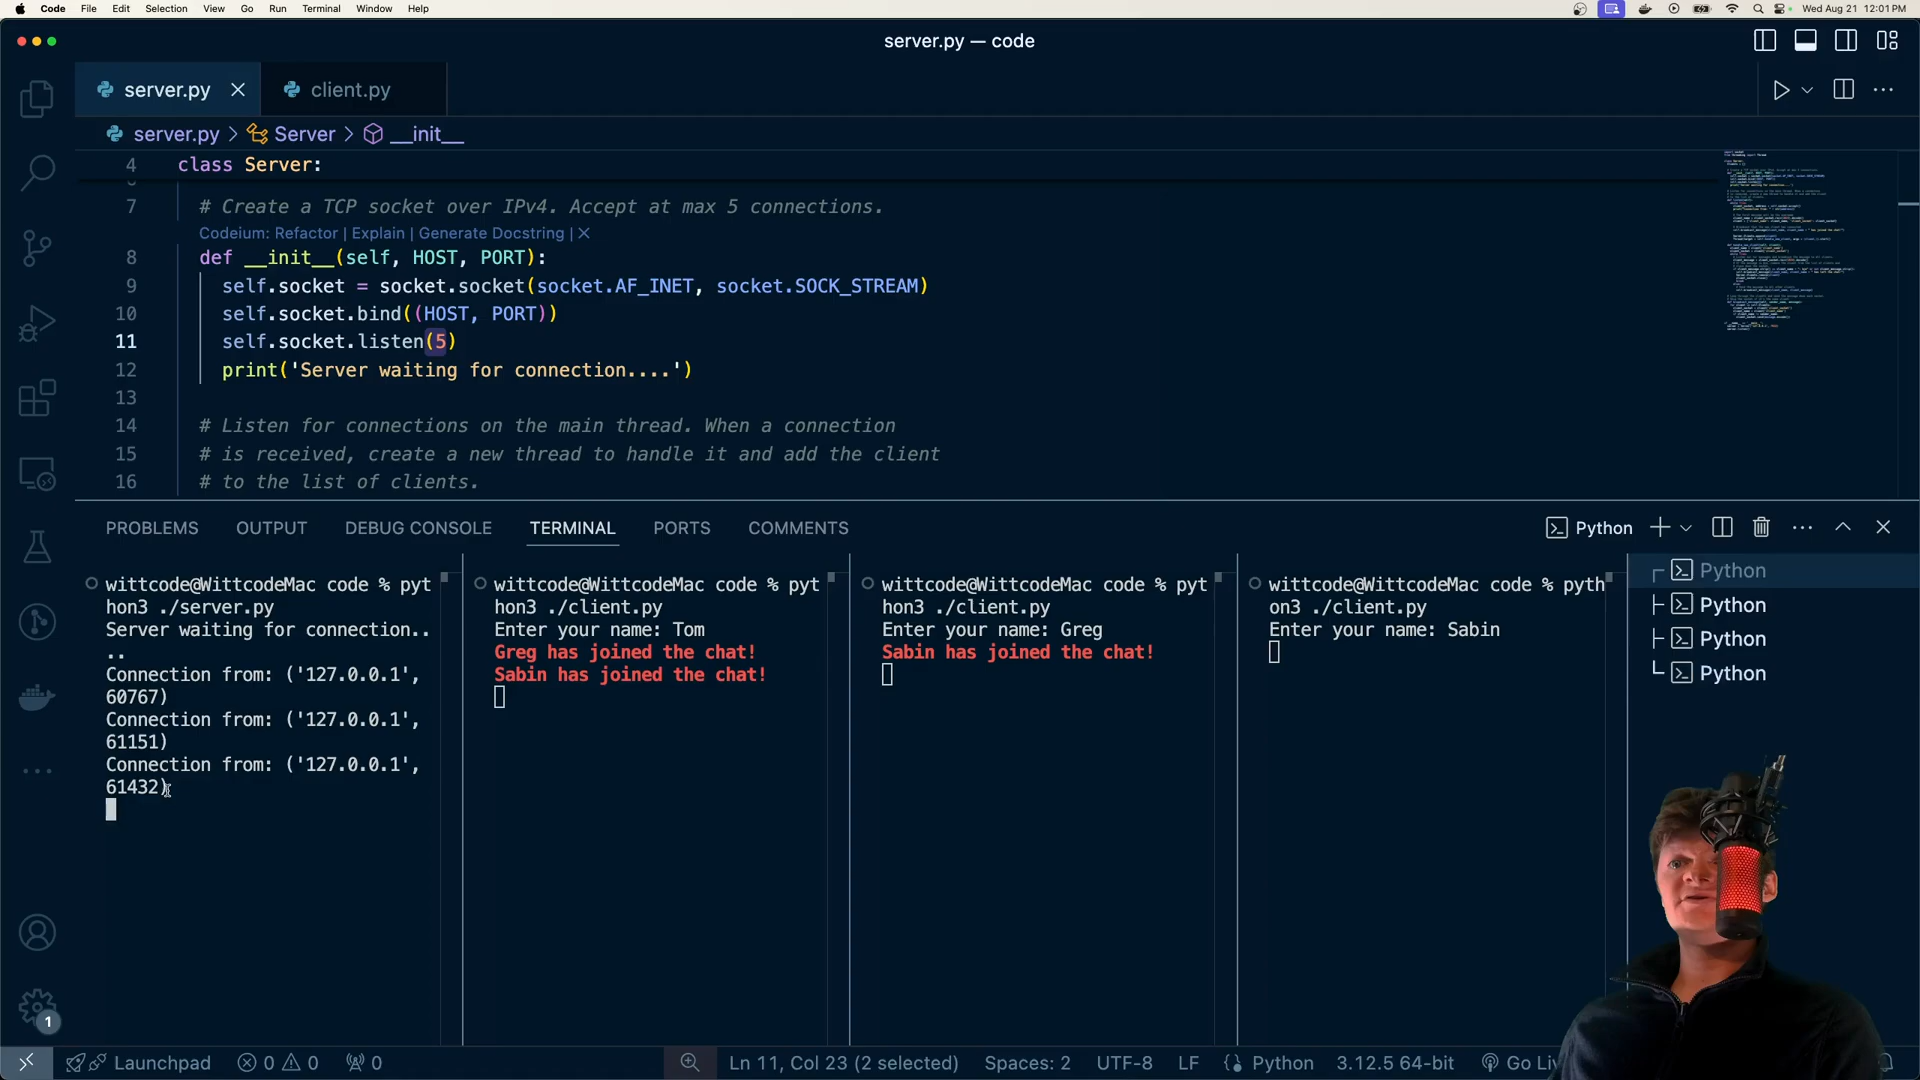 Code File Edit Selection View Go Run Terminal Window Help
Wed Aug 21 12:01 PM
server.py — code
server.py
client.py
server.py > Server > __init__
4 class Server:
7 # Create a TCP socket over IPv4. Accept at max 5 connections.
Codeium: Refactor | Explain | Generate Docstring | ✕
8 def __init__(self, HOST, PORT):
9 self.socket = socket.socket(socket.AF_INET, socket.SOCK_STREAM)
10 self.socket.bind((HOST, PORT))
11 self.socket.listen(5)
12 print('Server waiting for connection....')
13
14 # Listen for connections on the main thread. When a connection
15 # is received, create a new thread to handle it and add the client
16 # to the list of clients.
PROBLEMS OUTPUT DEBUG CONSOLE TERMINAL PORTS COMMENTS
Python
wittcode@WittcodeMac code % pyt
hon3 ./server.py
Server waiting for connection..
..
Connection from: ('127.0.0.1',
60767)
Connection from: ('127.0.0.1',
61151)
Connection from: ('127.0.0.1',
61432)
wittcode@WittcodeMac code % pyt
hon3 ./client.py
Enter your name: Tom
Greg has joined the chat!
Sabin has joined the chat!
wittcode@WittcodeMac code % pyt
hon3 ./client.py
Enter your name: Greg
Sabin has joined the chat!
wittcode@WittcodeMac code % pyth
on3 ./client.py
Enter your name: Sabin
Python
Python
Python
Python
1
Launchpad 0 0 0
Ln 11, Col 23 (2 selected) Spaces: 2 UTF-8 LF Python 3.12.5 64-bit Go Li